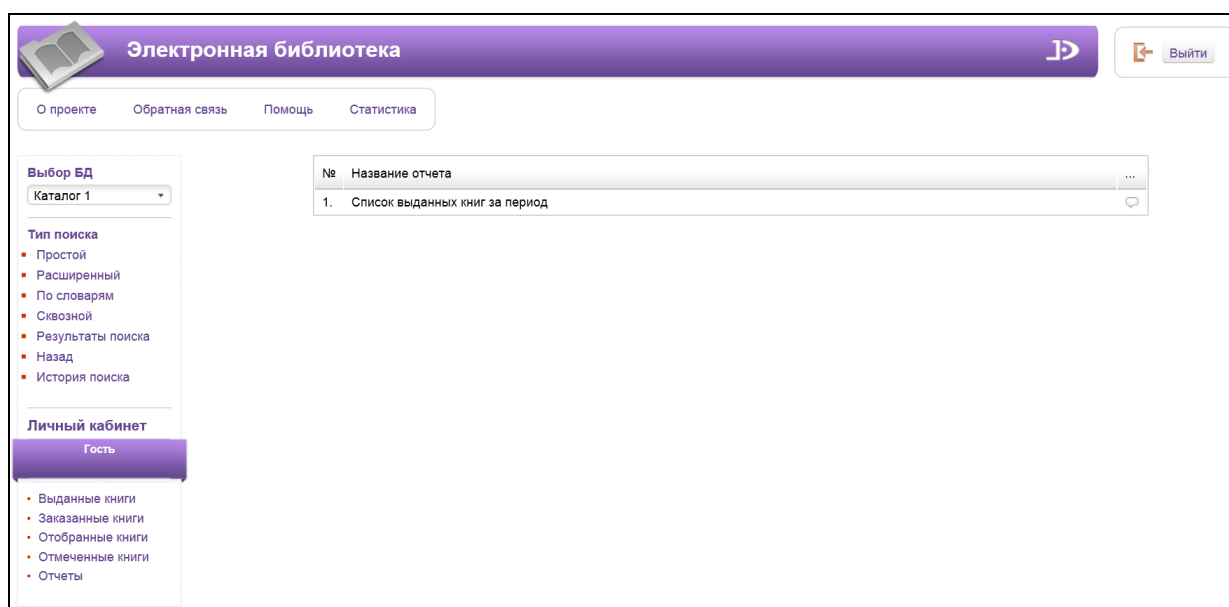 Электронная библиотека
Выйти
О проекте Обратная связь Помощь Статистика
Выбор БД
Каталог 1
Тип поиска
Простой
Расширенный
По словарям
Сквозной
Результаты поиска
Назад
История поиска
Личный кабинет
Гость
Выданные книги
Заказанные книги
Отобранные книги
Отмеченные книги
Отчеты
№ Название отчета ...
1. Список выданных книг за период